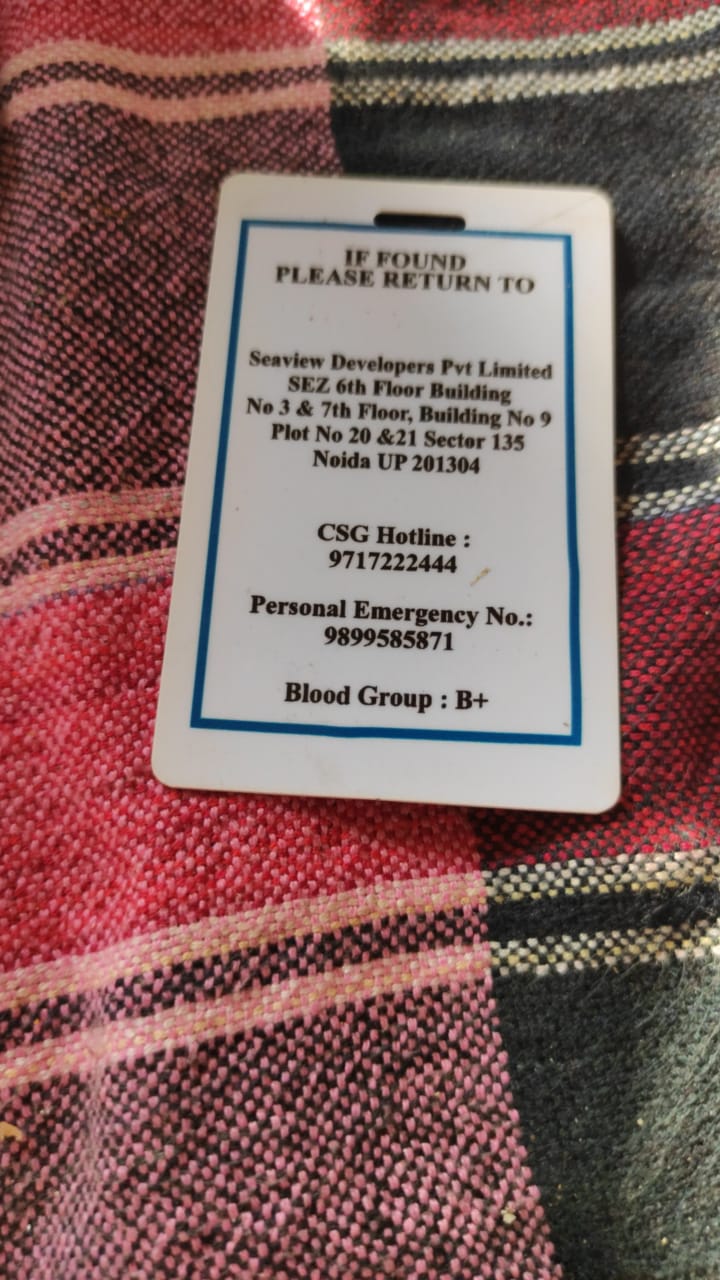 IF FOUND
PLEASE RETURN TO
Seaview Developers Pvt Limited
SEZ 6th Floor Building
No 3 & 7th Floor, Building No 9
Plot No 20 &21 Sector 135
Noida UP 201304
CSG Hotline :
9717222444
Personal Emergency No.:
9899585871
Blood Group : B+